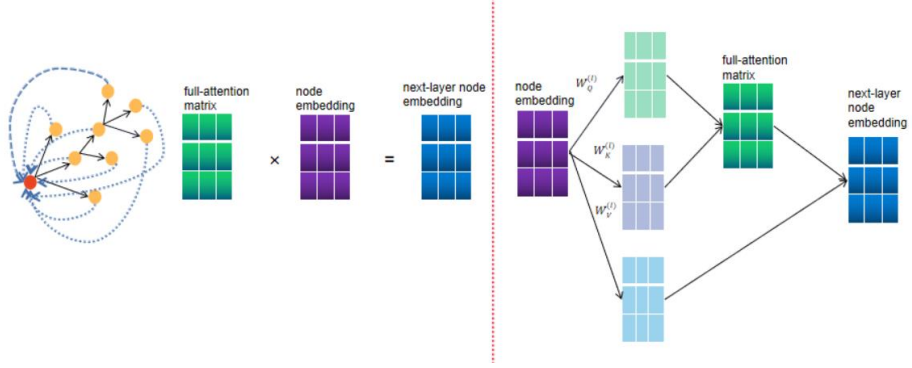 full-attention
matrix
node
embedding
next-layer node
embedding
×
=
node
embedding
W_Q^{(l)}
W_K^{(l)}
W_V^{(l)}
full-attention
matrix
next-layer
node
embedding